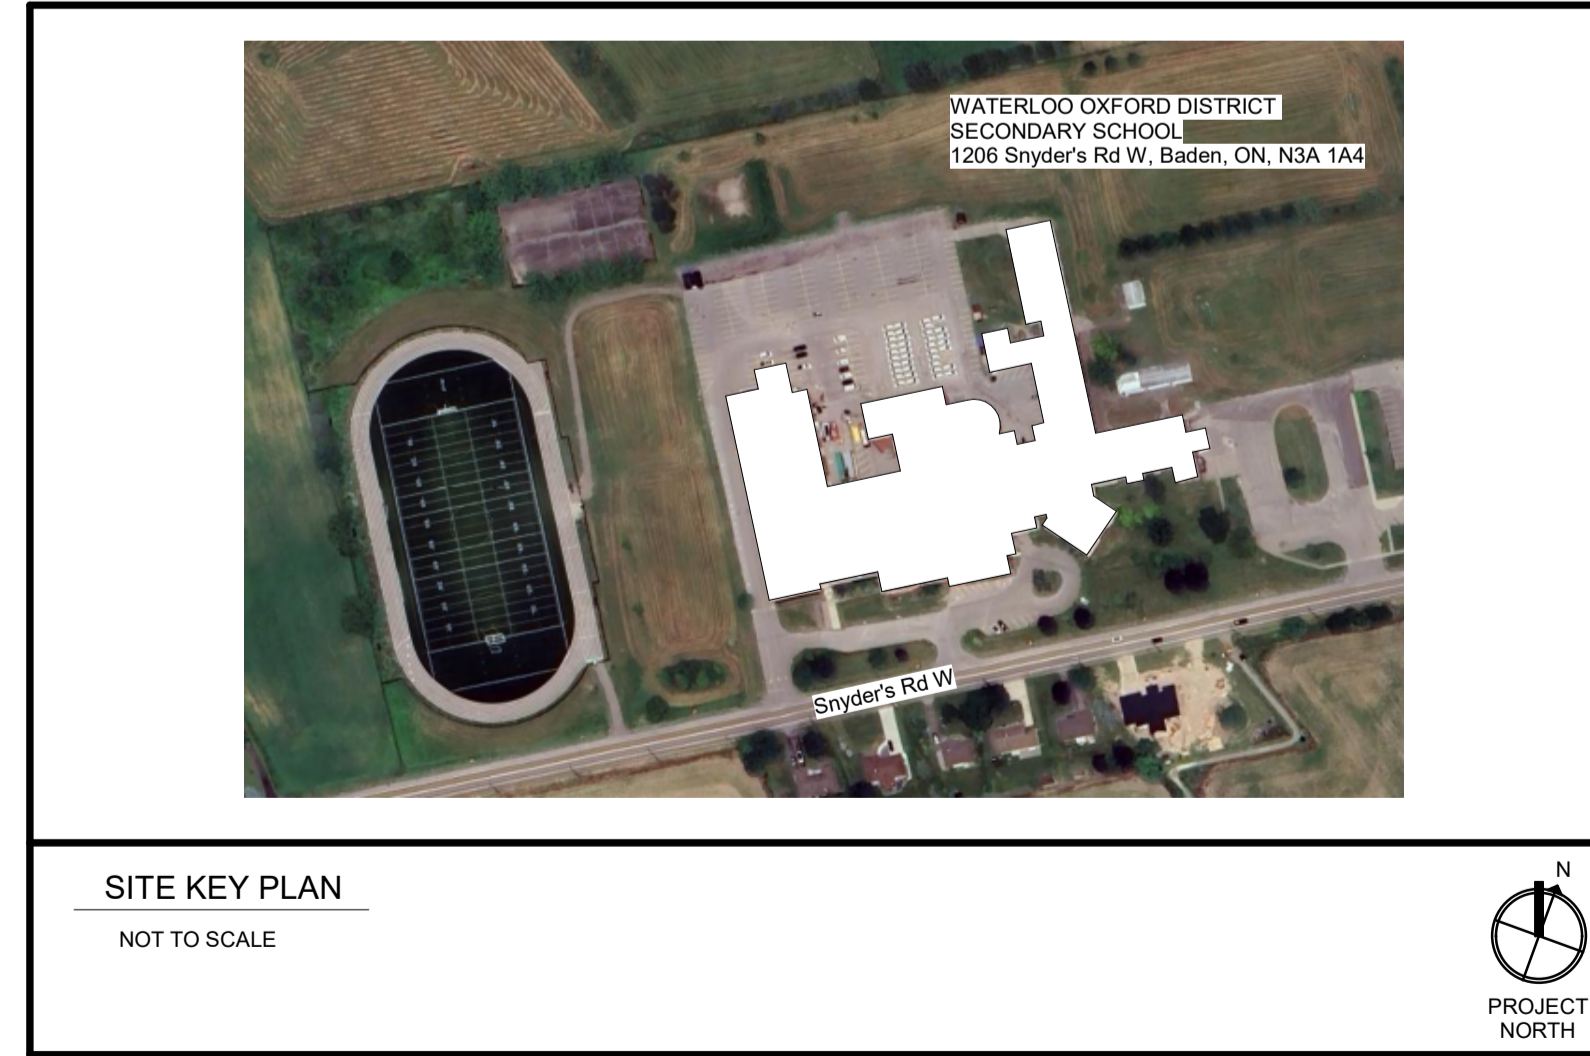 WATERLOO OXFORD DISTRICT
SECONDARY SCHOOL
1206 Snyder's Rd W, Baden, ON, N3A 1A4
Snyder's Rd W
SITE KEY PLAN
NOT TO SCALE
N
PROJECT
NORTH